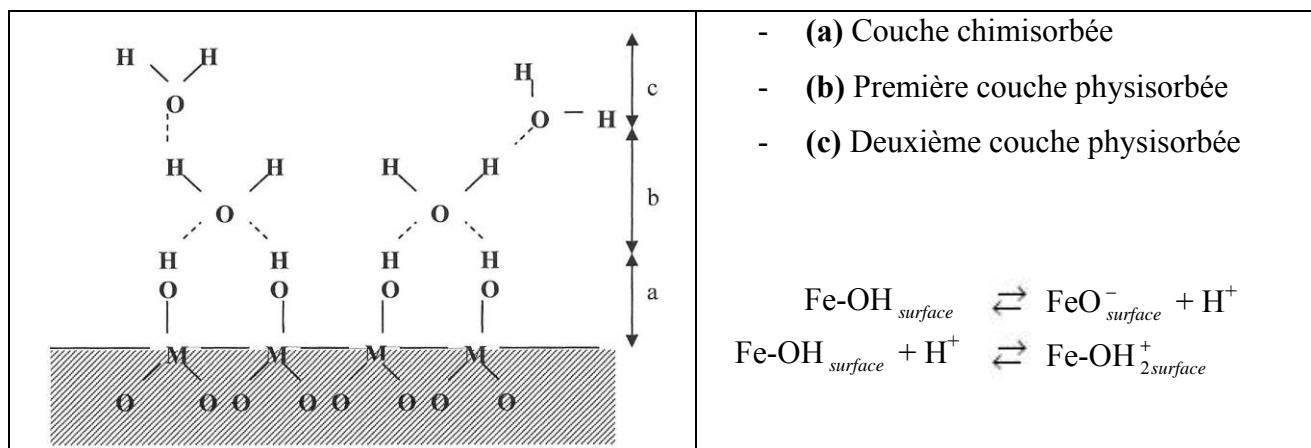 H H H
O c
O H
H H H H
O O b
H H H H
O O O O a
M M M M
O O O O O O O O
- (a) Couche chimisorbée
- (b) Première couche physisorbée
- (c) Deuxième couche physisorbée
Fe-OH surface ⇄ FeO⁻ surface + H⁺
Fe-OH surface + H⁺ ⇄ Fe-OH₂⁺ surface